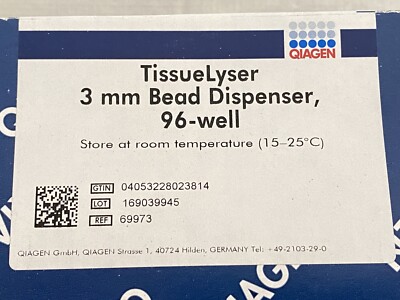 QIAGEN
TissueLyser
3 mm Bead Dispenser,
96-well
Store at room temperature (15–25°C)
GTIN 04053228023814
LOT 169039945
REF 69973
QIAGEN GmbH, QIAGEN Strasse 1, 40724 Hilden, GERMANY Tel: +49-2103-29-0
QIAGEN